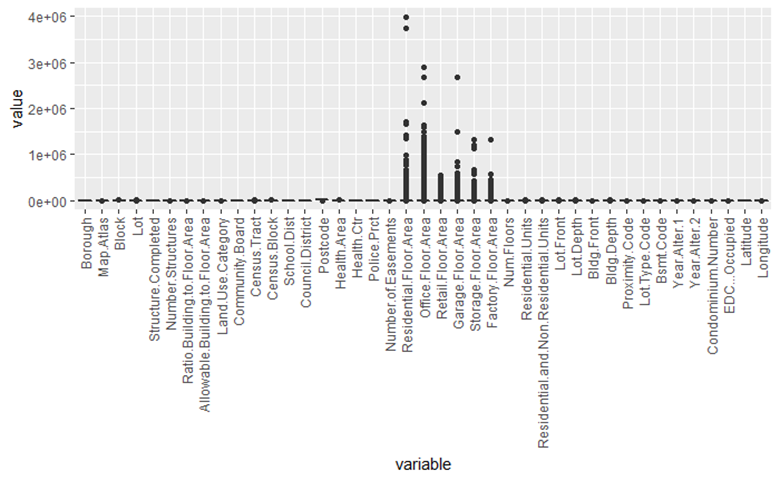 4e+06
3e+06
2e+06
1e+06
0e+00
value
Borough
Map.Atlas
Block
Lot
Structure.Completed
Number.Structures
Ratio.Building.to.Floor.Area
Allowable.Building.to.Floor.Area
Land.Use.Category
Community.Board
Census.Tract
Census.Block
School.Dist
Council.District
Postcode
Health.Area
Health.Ctr
Police.Prct
Number.of.Easements
Residential.Floor.Area
Office.Floor.Area
Retail.Floor.Area
Garage.Floor.Area
Storage.Floor.Area
Factory.Floor.Area
Num.Floors
Residential.Units
Residential.and.Non.Residential.Units
Lot.Front
Lot.Depth
Bldg.Front
Bldg.Depth
Proximity.Code
Lot.Type.Code
Bsmt.Code
Year.Alter.1
Year.Alter.2
Condominium.Number
EDC...Occupied
Latitude
Longitude
variable